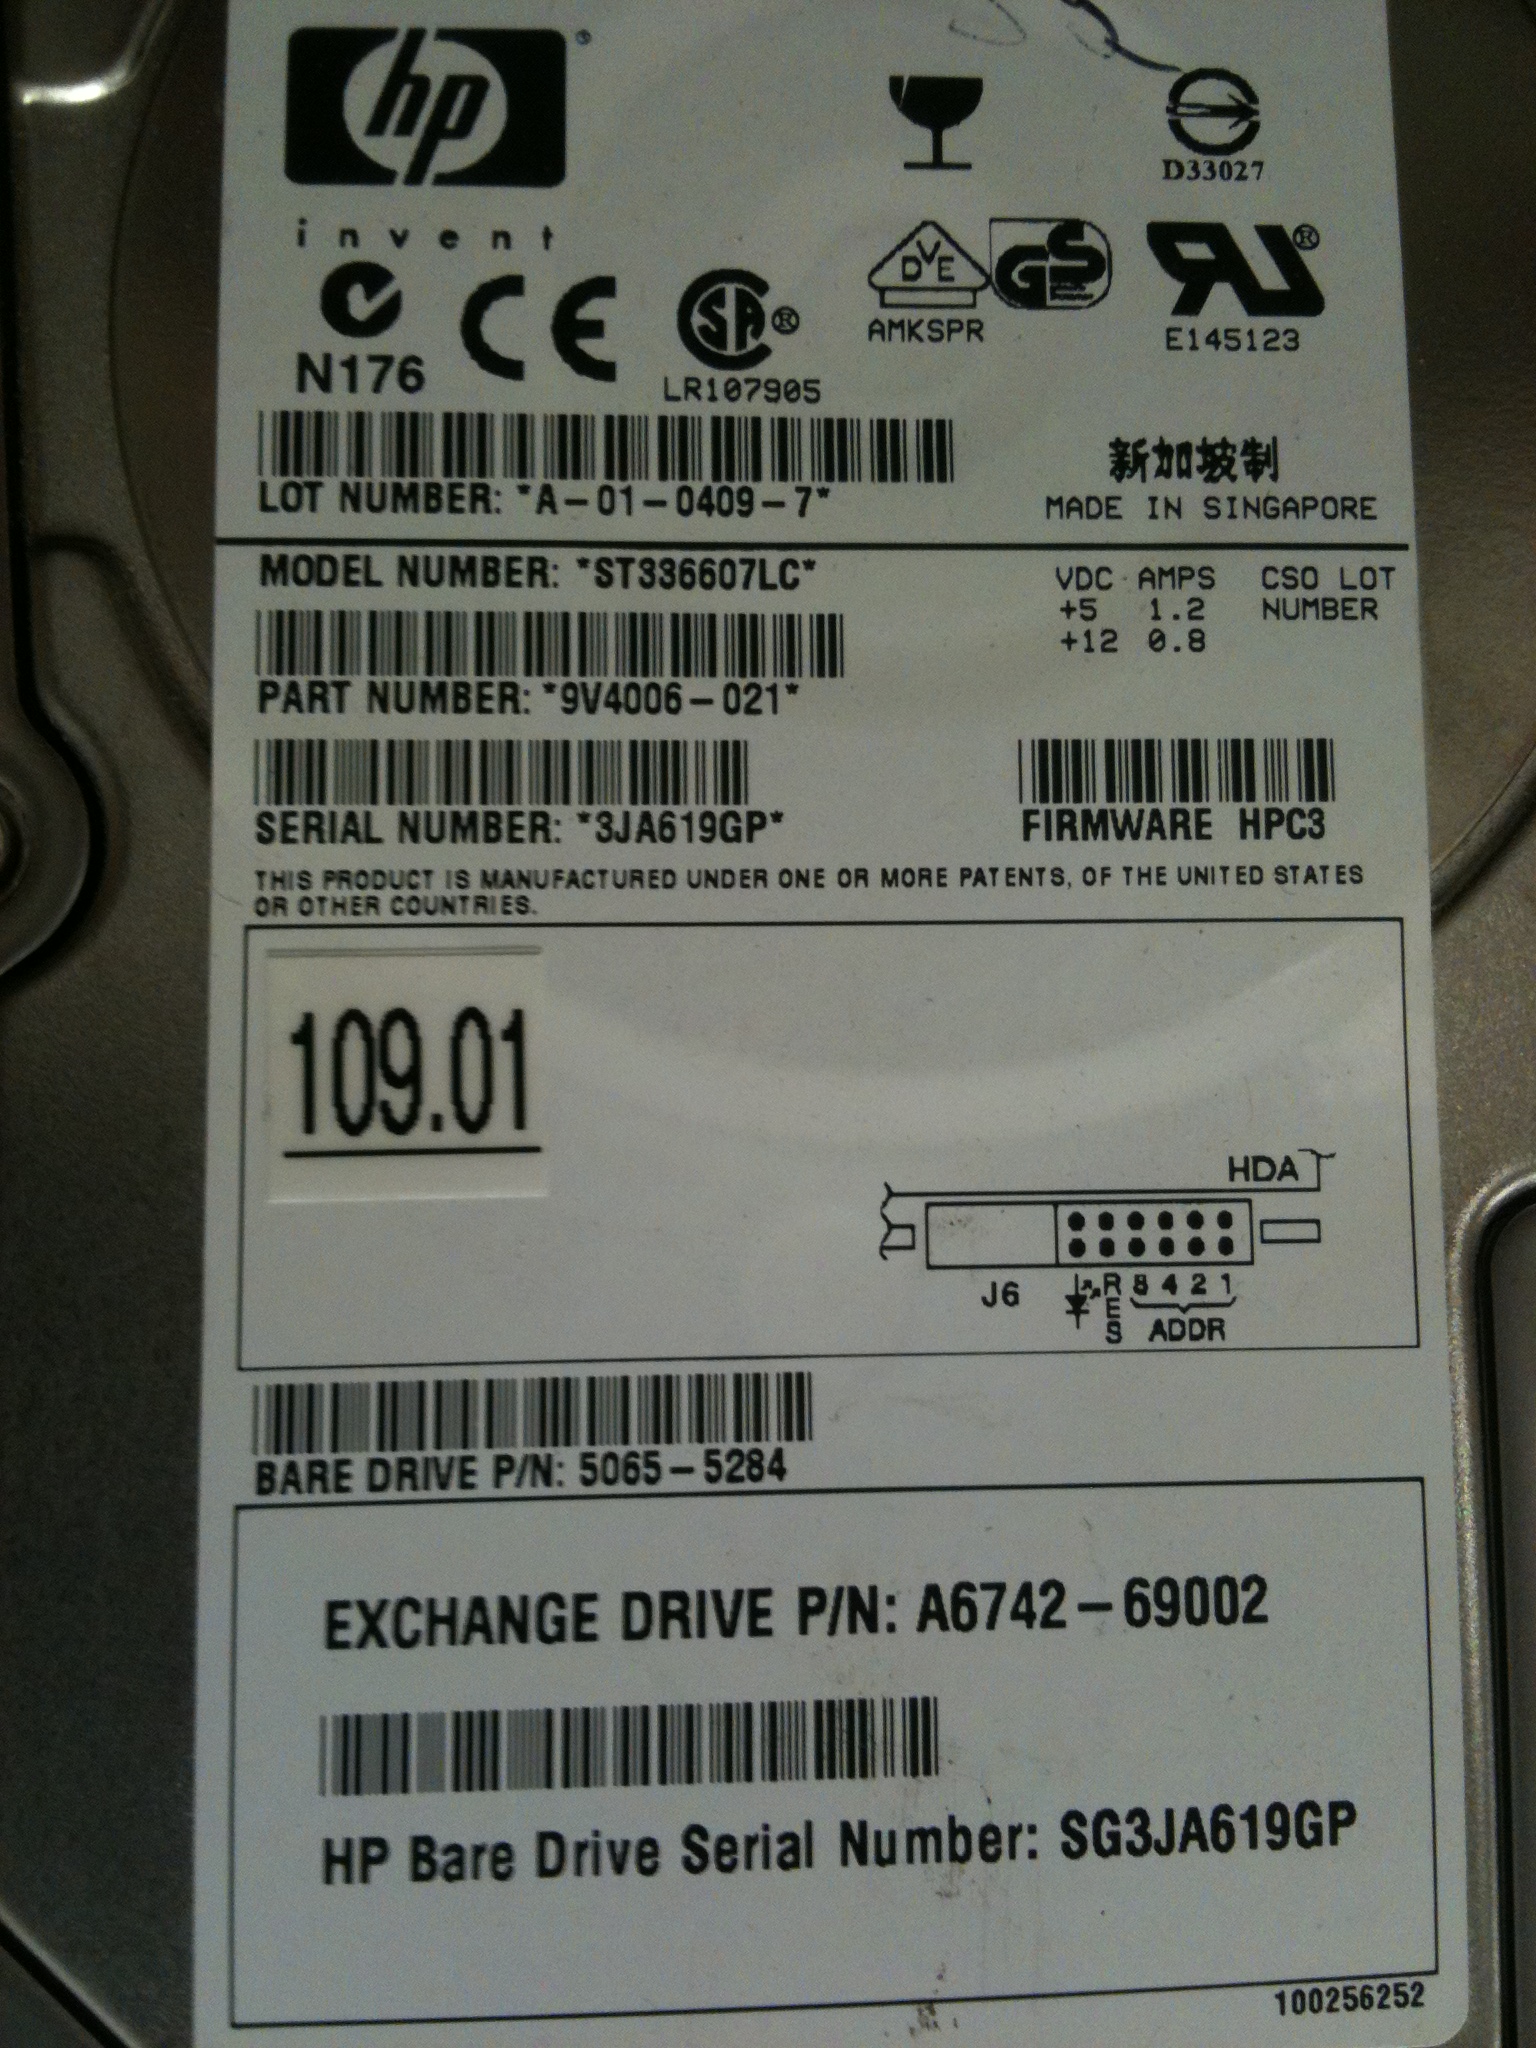 hp
invent
D33027
N176
CE
SA ®
LR107905
DVE
AMKSPR
GS
®
E145123
LOT NUMBER: *A-01-0409-7*
新加坡制
MADE IN SINGAPORE
MODEL NUMBER: *ST336607LC*
VDC AMPS CSO LOT
+5 1.2 NUMBER
+12 0.8
PART NUMBER: *9V4006-021*
SERIAL NUMBER: *3JA619GP*
FIRMWARE HPC3
THIS PRODUCT IS MANUFACTURED UNDER ONE OR MORE PATENTS, OF THE UNITED STATES
OR OTHER COUNTRIES.
109.01
HDA
J6
RES
8 4 2 1
ADDR
BARE DRIVE P/N: 5065-5284
EXCHANGE DRIVE P/N: A6742-69002
HP Bare Drive Serial Number: SG3JA619GP
100256252